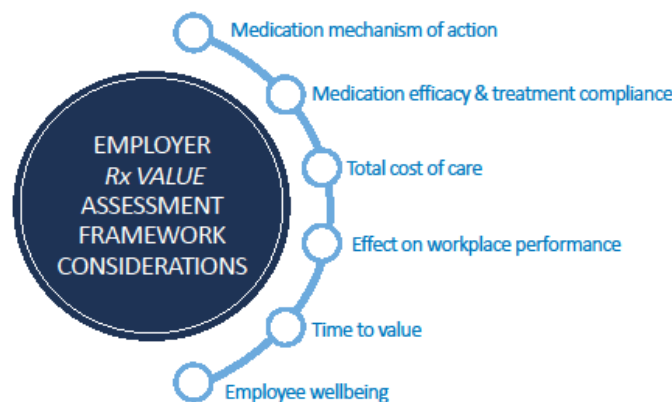 Medication mechanism of action
Medication efficacy & treatment compliance
Total cost of care
Effect on workplace performance
Time to value
Employee wellbeing
EMPLOYER
Rx VALUE
ASSESSMENT
FRAMEWORK
CONSIDERATIONS